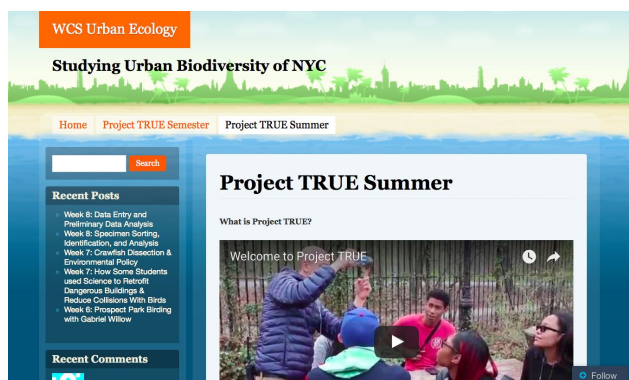 WCS Urban Ecology
Studying Urban Biodiversity of NYC
Home
Project TRUE Semester
Project TRUE Summer
Search
Recent Posts
Week 8: Data Entry and
Preliminary Data Analysis
Week 8: Specimen Sorting,
Identification, and Analysis
Week 7: Crawfish Dissection &
Environmental Policy
Week 7: How Some Students
used Science to Retrofit
Dangerous Buildings &
Reduce Collisions With Birds
Week 6: Prospect Park Birding
with Gabriel Willow
Recent Comments
Project TRUE Summer
What is Project TRUE?
Welcome to Project TRUE
Follow